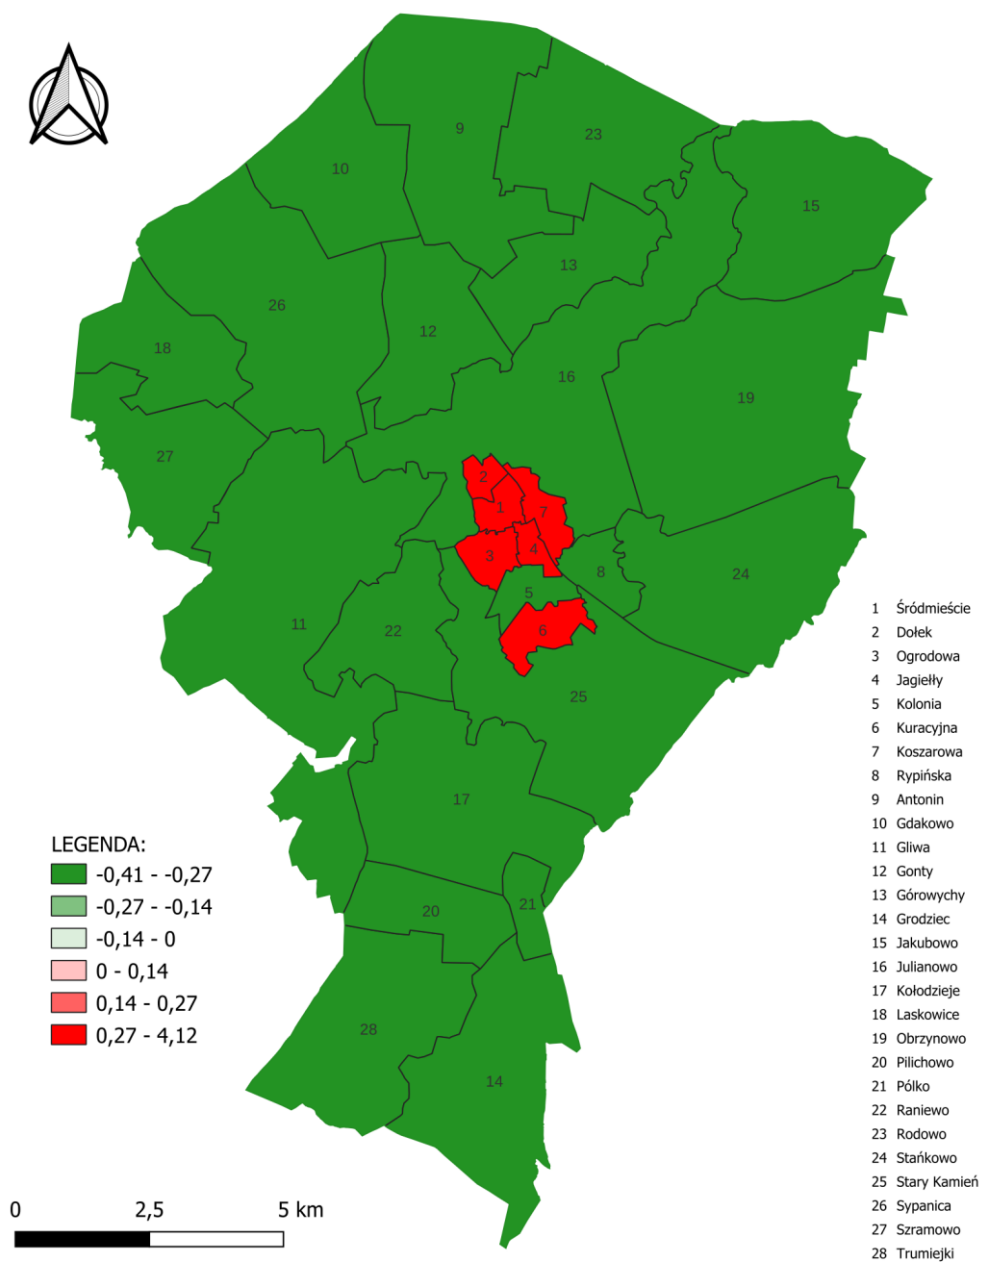 9
23
10
15
13
26
12
18
16
19
27
2
1
7
3
4
8
24
5
11
22
6
25
17
20
21
28
14
LEGENDA:
-0,41 - -0,27
-0,27 - -0,14
-0,14 - 0
0 - 0,14
0,14 - 0,27
0,27 - 4,12
0 2,5 5 km
1 Śródmieście
2 Dołek
3 Ogrodowa
4 Jagiełły
5 Kolonia
6 Kuracyjna
7 Koszarowa
8 Rypińska
9 Antonin
10 Gdakowo
11 Gliwa
12 Gonty
13 Górowychy
14 Grodziec
15 Jakubowo
16 Julianowo
17 Kołodzieje
18 Laskowice
19 Obrzynowo
20 Pilichowo
21 Pólko
22 Raniewo
23 Rodowo
24 Stańkowo
25 Stary Kamień
26 Sypanica
27 Szramowo
28 Trumiejki